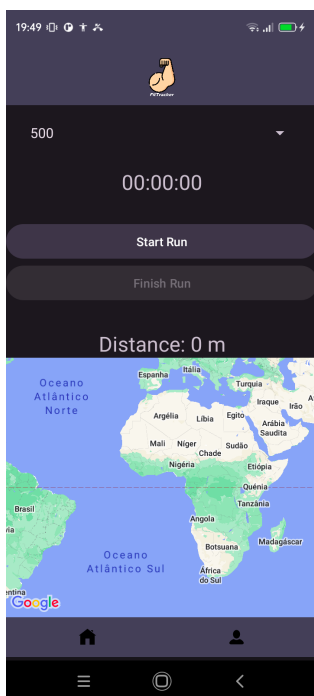 19:49
FitTracker
500
00:00:00
Start Run
Finish Run
Distance: 0 m
Oceano
Atlântico
Norte
Espanha
Itália
Turquia
Iraque
Irão
Argélia
Líbia
Egito
Arábia
Saudita
Mali
Níger
Chade
Sudão
Nigéria
Etiópia
Quénia
Tanzânia
Brasil
Angola
Botsuana
Madagáscar
Oceano
Atlântico Sul
África
do Sul
entina
Google